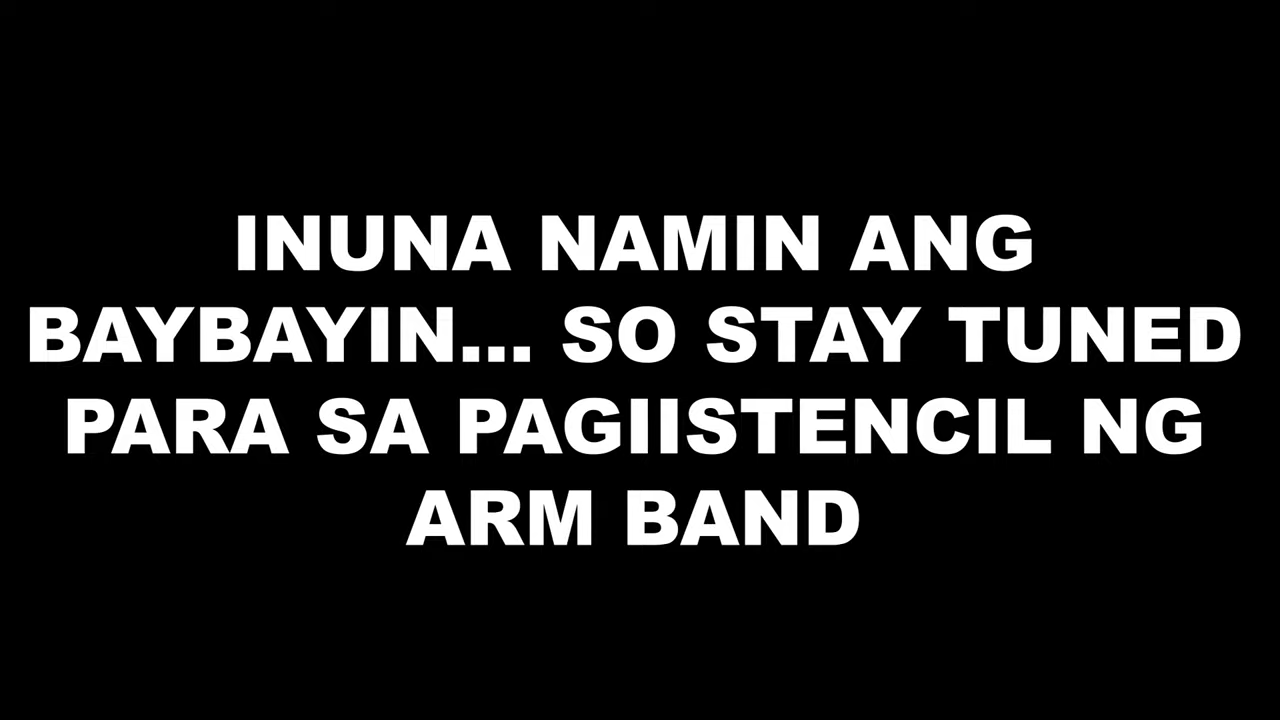 INUNA NAMIN ANG
BAYBAYIN... SO STAY TUNED
PARA SA PAGIISTENCIL NG
ARM BAND